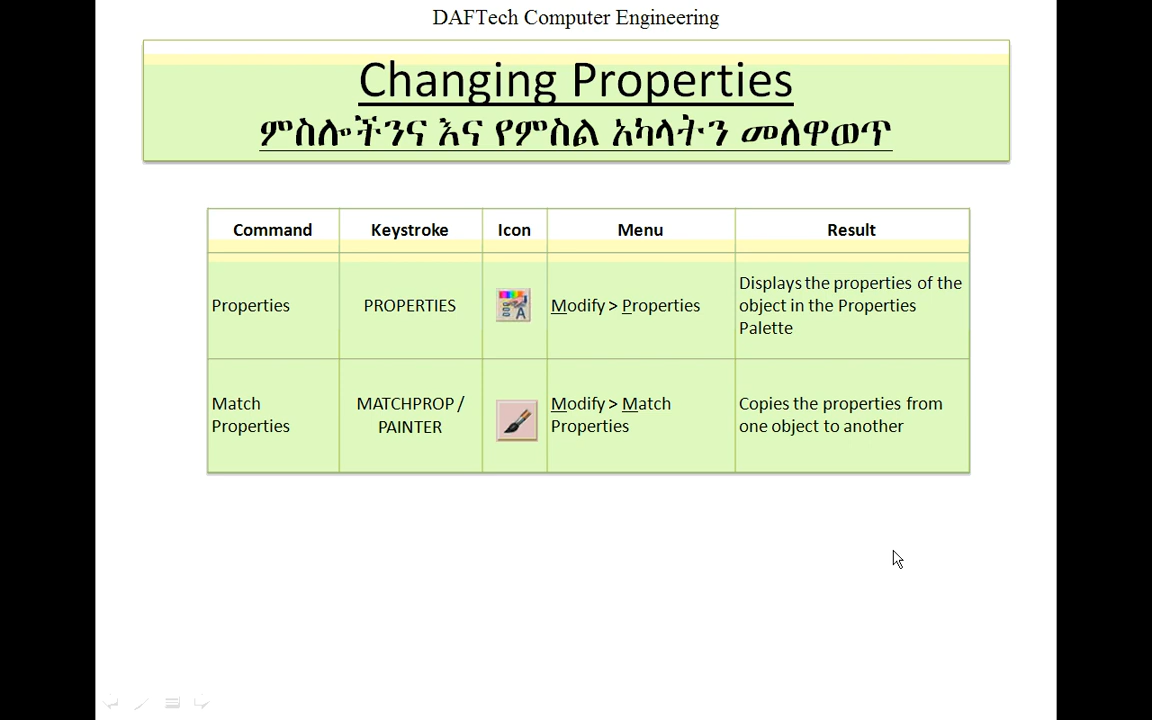 DAFTech Computer Engineering
Changing Properties
ምስሎችንና እና የምስል አካላትን መለዋወጥ
Command Keystroke Icon Menu Result
Properties PROPERTIES Modify > Properties Displays the properties of the
object in the Properties
Palette
Match
Properties
MATCHPROP /
PAINTER
Modify > Match
Properties
Copies the properties from
one object to another